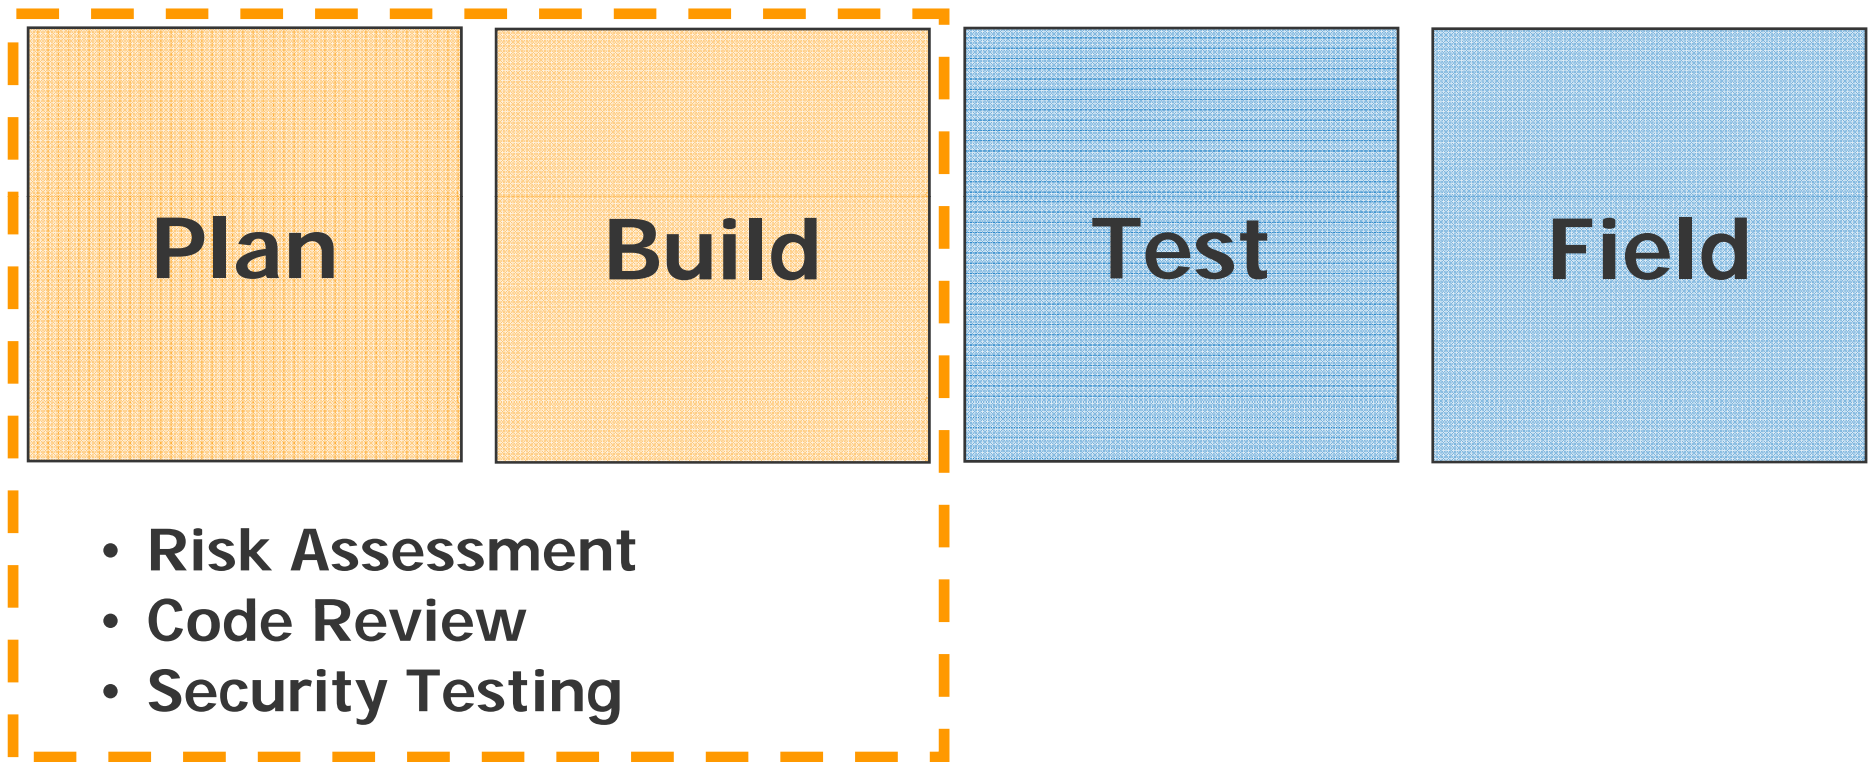 Plan
Build
Test
Field
• Risk Assessment
• Code Review
• Security Testing